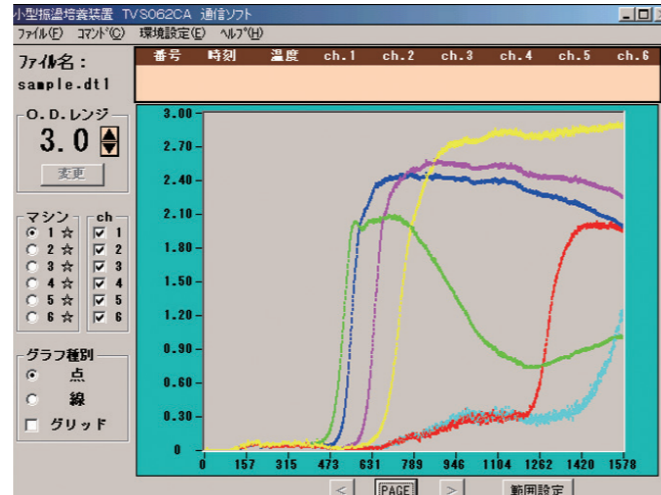 小型振盪培養装置 TVS062CA 通信ソフト
ファイル(F) コマンド(C) 環境設定(E) ヘルプ(H)
ファイル名：
sample.dt1
番号 時刻 温度 ch.1 ch.2 ch.3 ch.4 ch.5 ch.6
O.D.レンジ
3.0
変更
マシン ch
1 ☆ 1
2 ☆ 2
3 ☆ 3
4 ☆ 4
5 ☆ 5
6 ☆ 6
グラフ種別
点
線
グリッド
3.00
2.70
2.40
2.10
1.80
1.50
1.20
0.90
0.60
0.30
0
0 157 315 473 631 789 946 1104 1262 1420 1578
< PAGE > 範囲設定